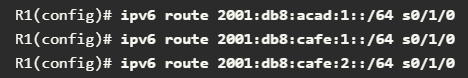 R1(config)# ipv6 route 2001:db8:acad:1::/64 s0/1/0
R1(config)# ipv6 route 2001:db8:cafe:1::/64 s0/1/0
R1(config)# ipv6 route 2001:db8:cafe:2::/64 s0/1/0